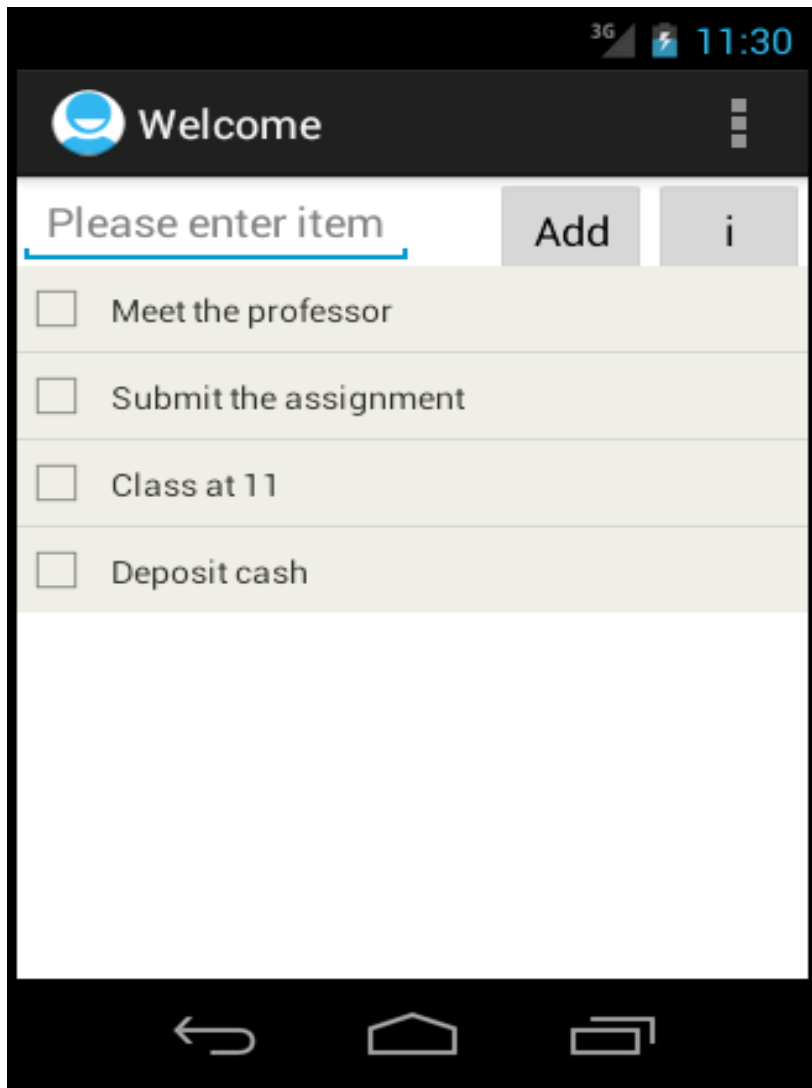 3G 11:30
Welcome
Please enter item Add i
Meet the professor
Submit the assignment
Class at 11
Deposit cash